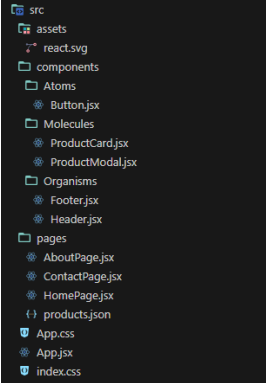 src
assets
react.svg
components
Atoms
Button.jsx
Molecules
ProductCard.jsx
ProductModal.jsx
Organisms
Footer.jsx
Header.jsx
pages
AboutPage.jsx
ContactPage.jsx
HomePage.jsx
products.json
App.css
App.jsx
index.css